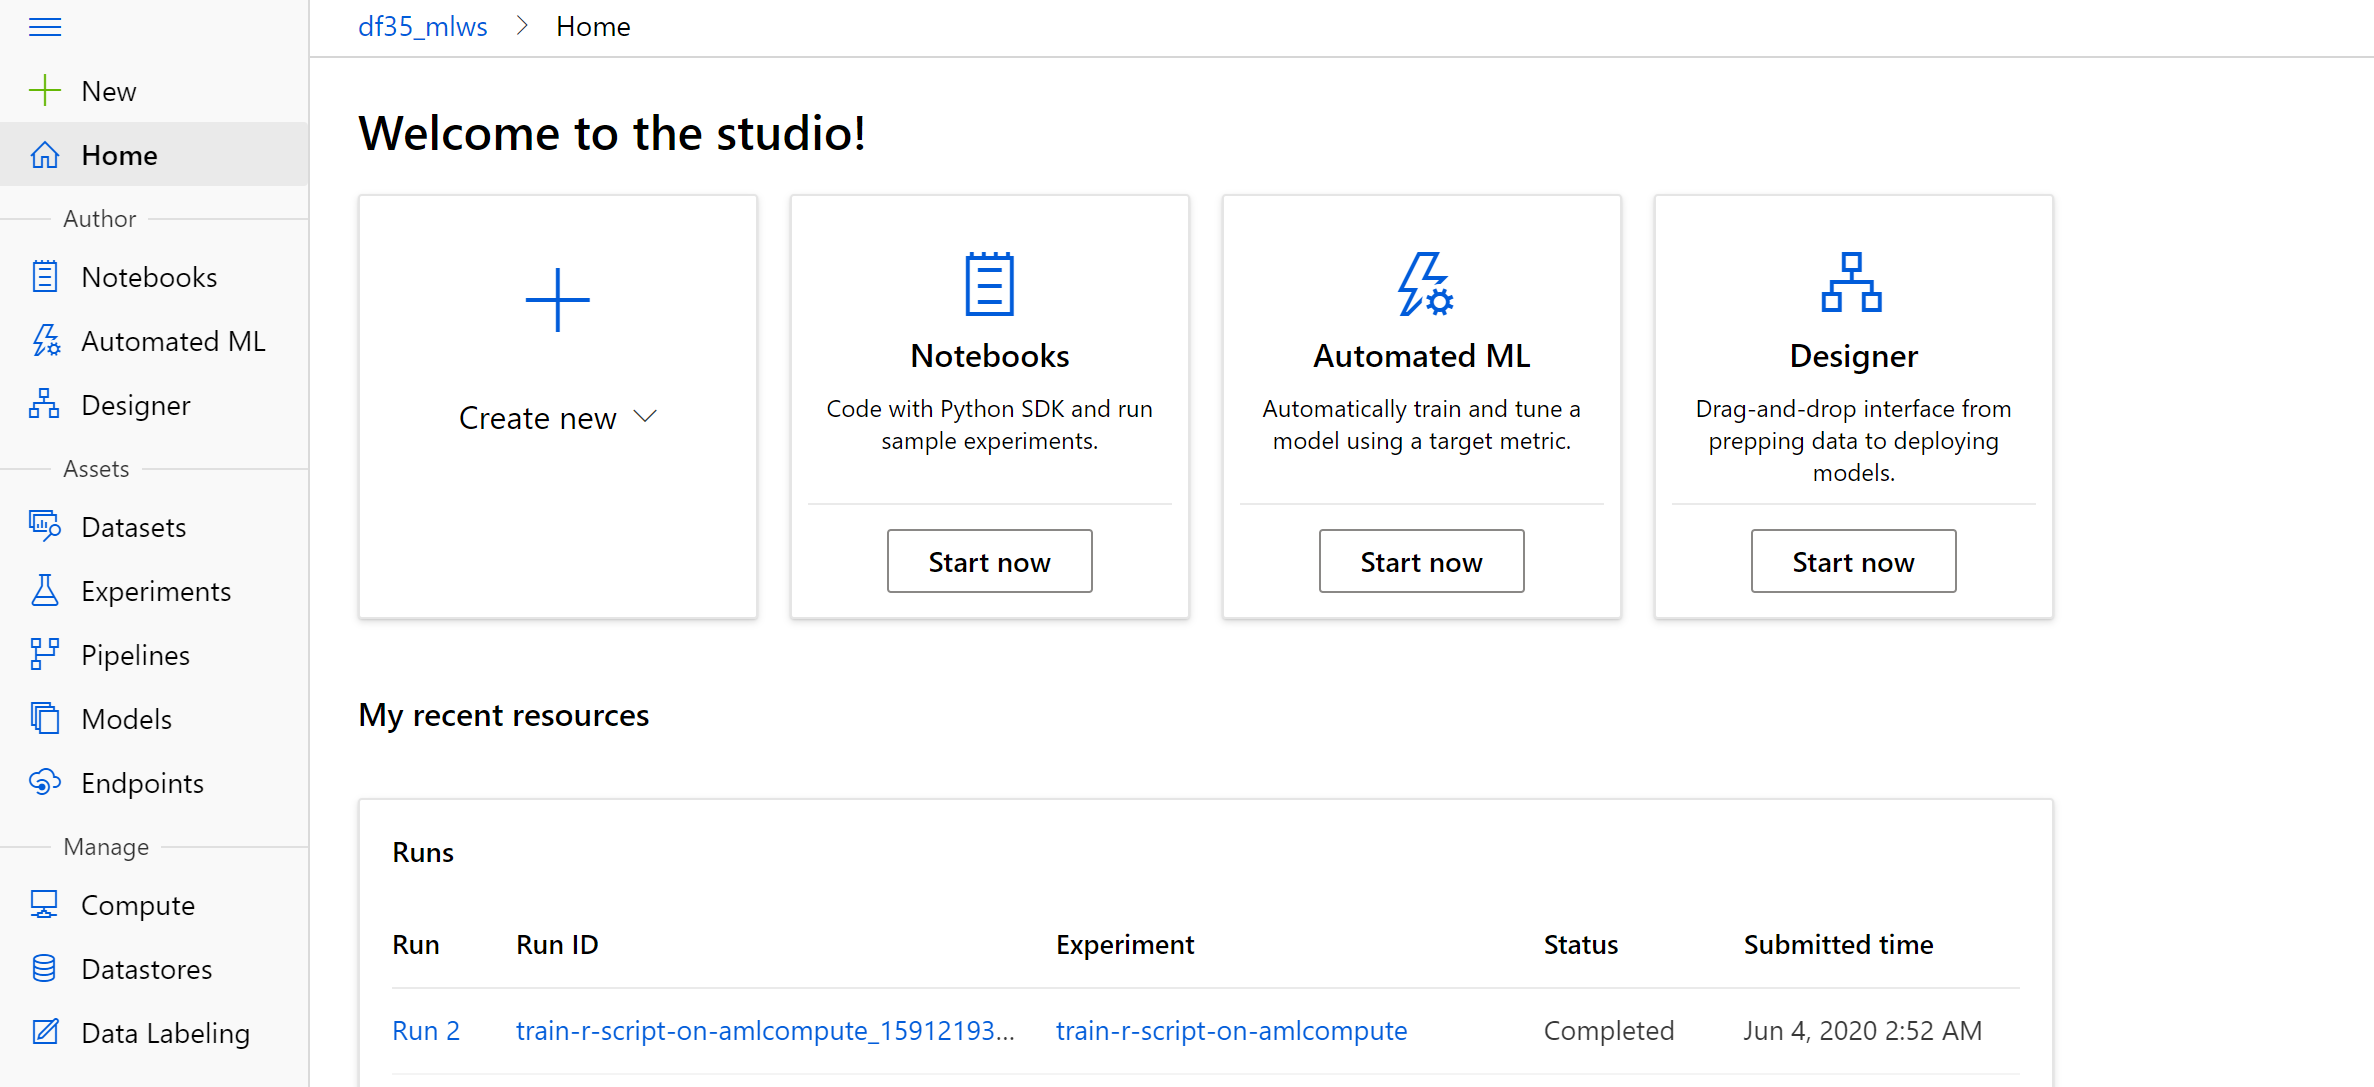 df35_mlws > Home
New
Home
Author
Notebooks
Automated ML
Designer
Assets
Datasets
Experiments
Pipelines
Models
Endpoints
Manage
Compute
Datastores
Data Labeling
Welcome to the studio!
Create new
Notebooks
Code with Python SDK and run
sample experiments.
Start now
Automated ML
Automatically train and tune a
model using a target metric.
Start now
Designer
Drag-and-drop interface from
prepping data to deploying
models.
Start now
My recent resources
Runs
Run Run ID Experiment Status Submitted time
Run 2 train-r-script-on-amlcompute_15912193... train-r-script-on-amlcompute Completed Jun 4, 2020 2:52 AM